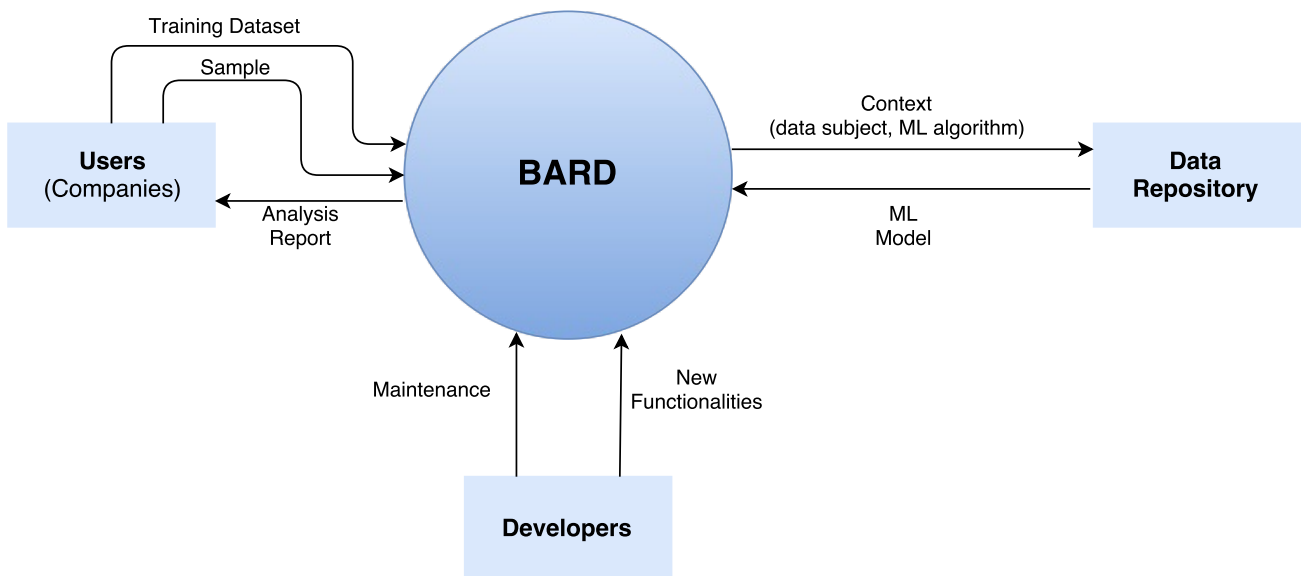 Training Dataset
Sample
Users
(Companies)
Analysis
Report
BARD
Context
(data subject, ML algorithm)
ML
Model
Data
Repository
Maintenance
New
Functionalities
Developers